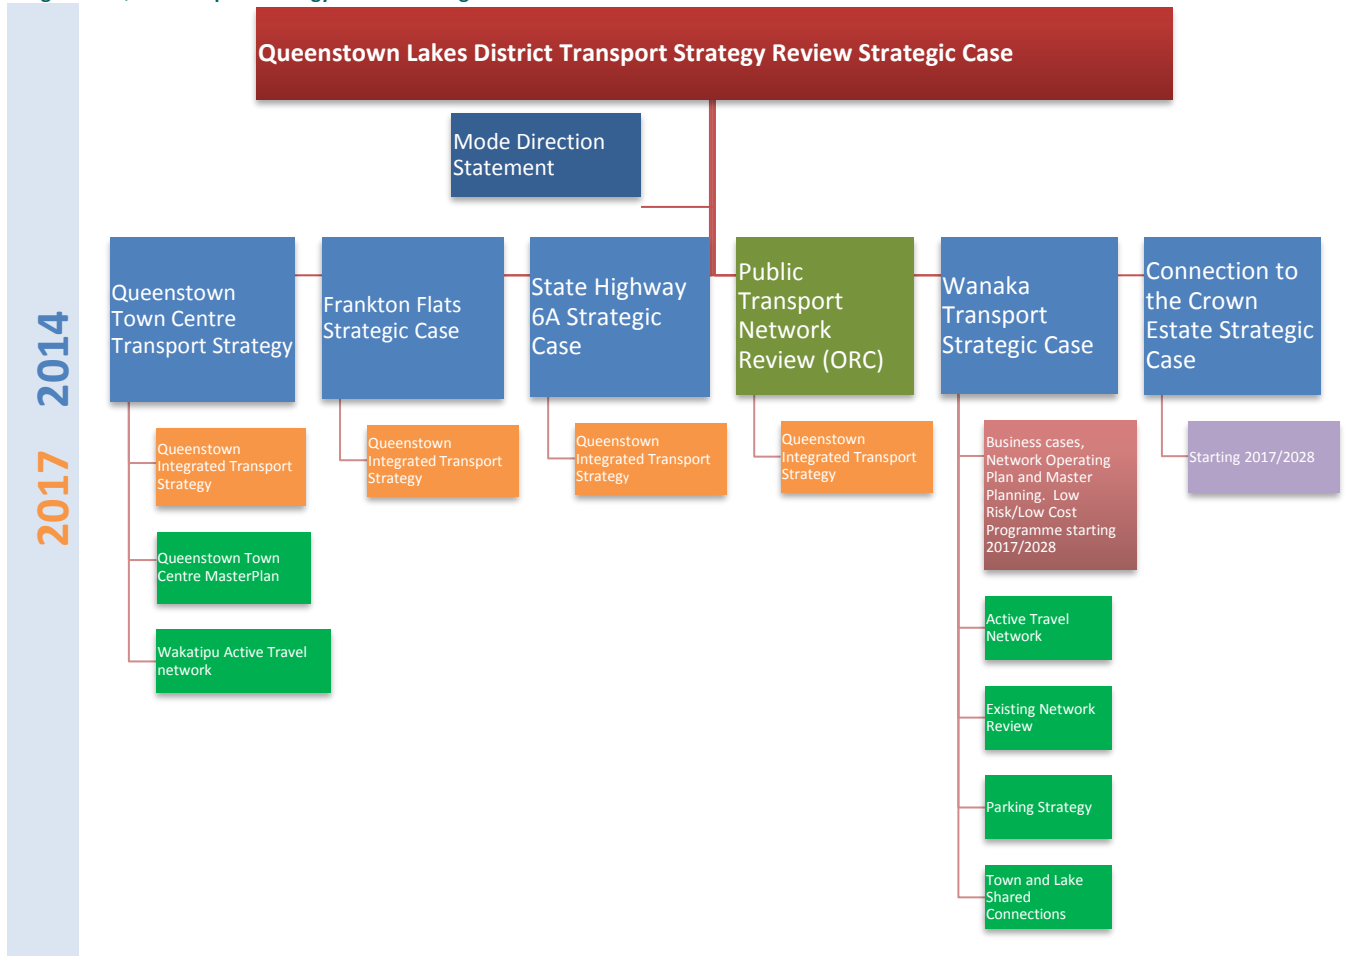 Queenstown Lakes District Transport Strategy Review Strategic Case
Mode Direction
Statement
Queenstown
Town Centre
Transport Strategy
Frankton Flats
Strategic Case
State Highway
6A Strategic
Case
Public
Transport
Network
Review (ORC)
Wanaka
Transport
Strategic Case
Connection to
the Crown
Estate Strategic
Case
2014
2017
Queenstown
Integrated Transport
Strategy
Queenstown
Integrated Transport
Strategy
Queenstown
Integrated Transport
Strategy
Queenstown
Integrated Transport
Strategy
Business cases,
Network Operating
Plan and Master
Planning.  Low
Risk/Low Cost
Programme starting
2017/2028
Starting 2017/2028
Queenstown Town
Centre MasterPlan
Wakatipu Active Travel
network
Active Travel
Network
Existing Network
Review
Parking Strategy
Town and Lake
Shared
Connections